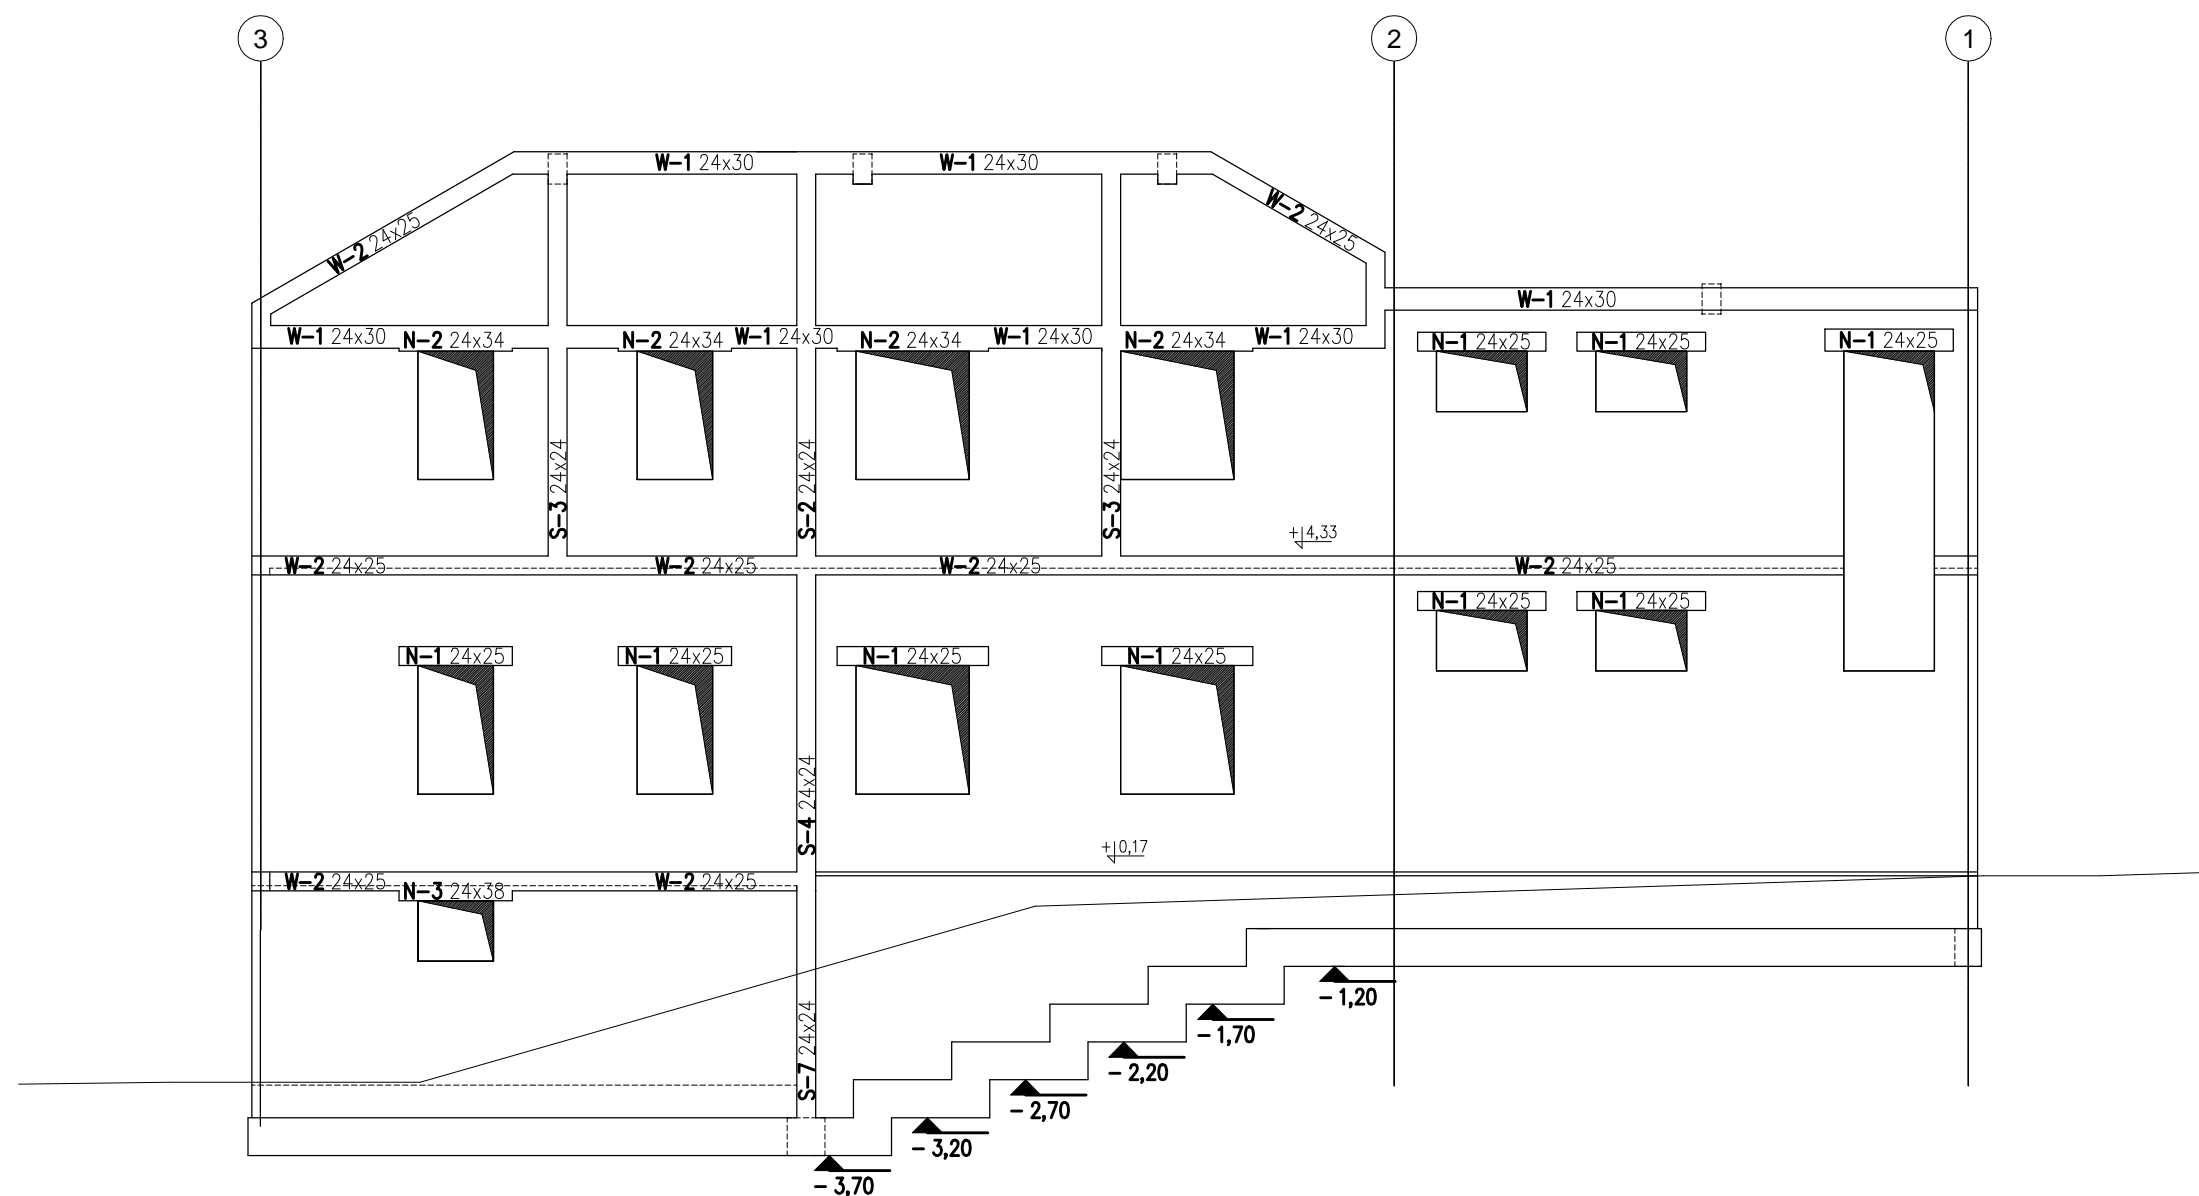 3
2
1
W-1 24x30
W-1 24x30
W-2 24x25
W-2 24x25
W-1 24x30
W-1 24x30
N-2 24x34
N-2 24x34
W-1 24x30
N-2 24x34
W-1 24x30
N-2 24x34
W-1 24x30
N-1 24x25
N-1 24x25
N-1 24x25
S-3 24x24
S-2 24x24
S-3 24x24
+4,33
W-2 24x25
W-2 24x25
W-2 24x25
W-2 24x25
N-1 24x25
N-1 24x25
N-1 24x25
N-1 24x25
N-1 24x25
N-1 24x25
S-4 24x24
+0,17
W-2 24x25
N-3 24x38
W-2 24x25
S-7 24x24
- 1,20
- 1,70
- 2,20
- 2,70
- 3,20
- 3,70